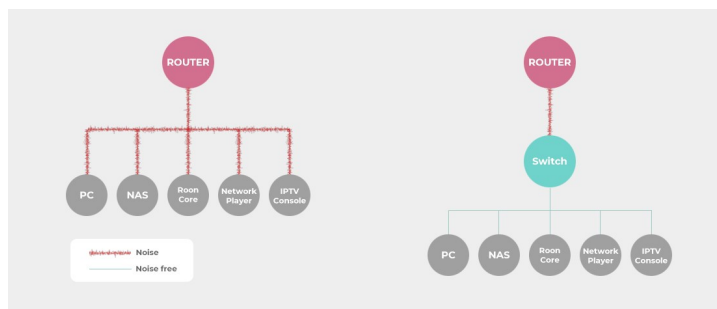 ROUTER
PC
NAS
Roon
Core
Network
Player
IPTV
Console
Noise
Noise free
ROUTER
Switch
PC
NAS
Roon
Core
Network
Player
IPTV
Console